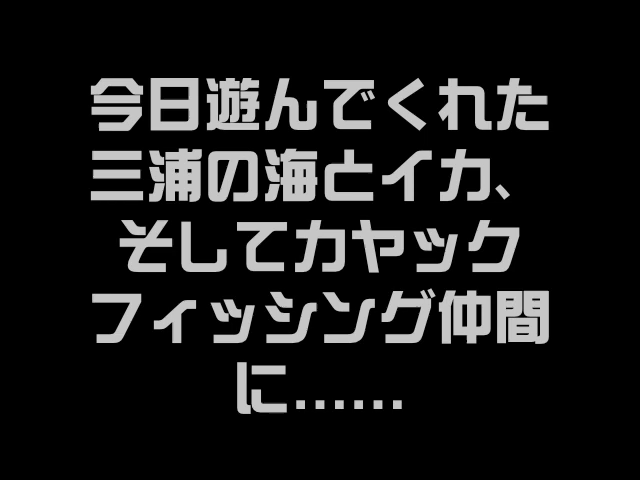 今日遊んでくれた
三浦の海とイカ、
そしてカヤック
フィッシング仲間
に……